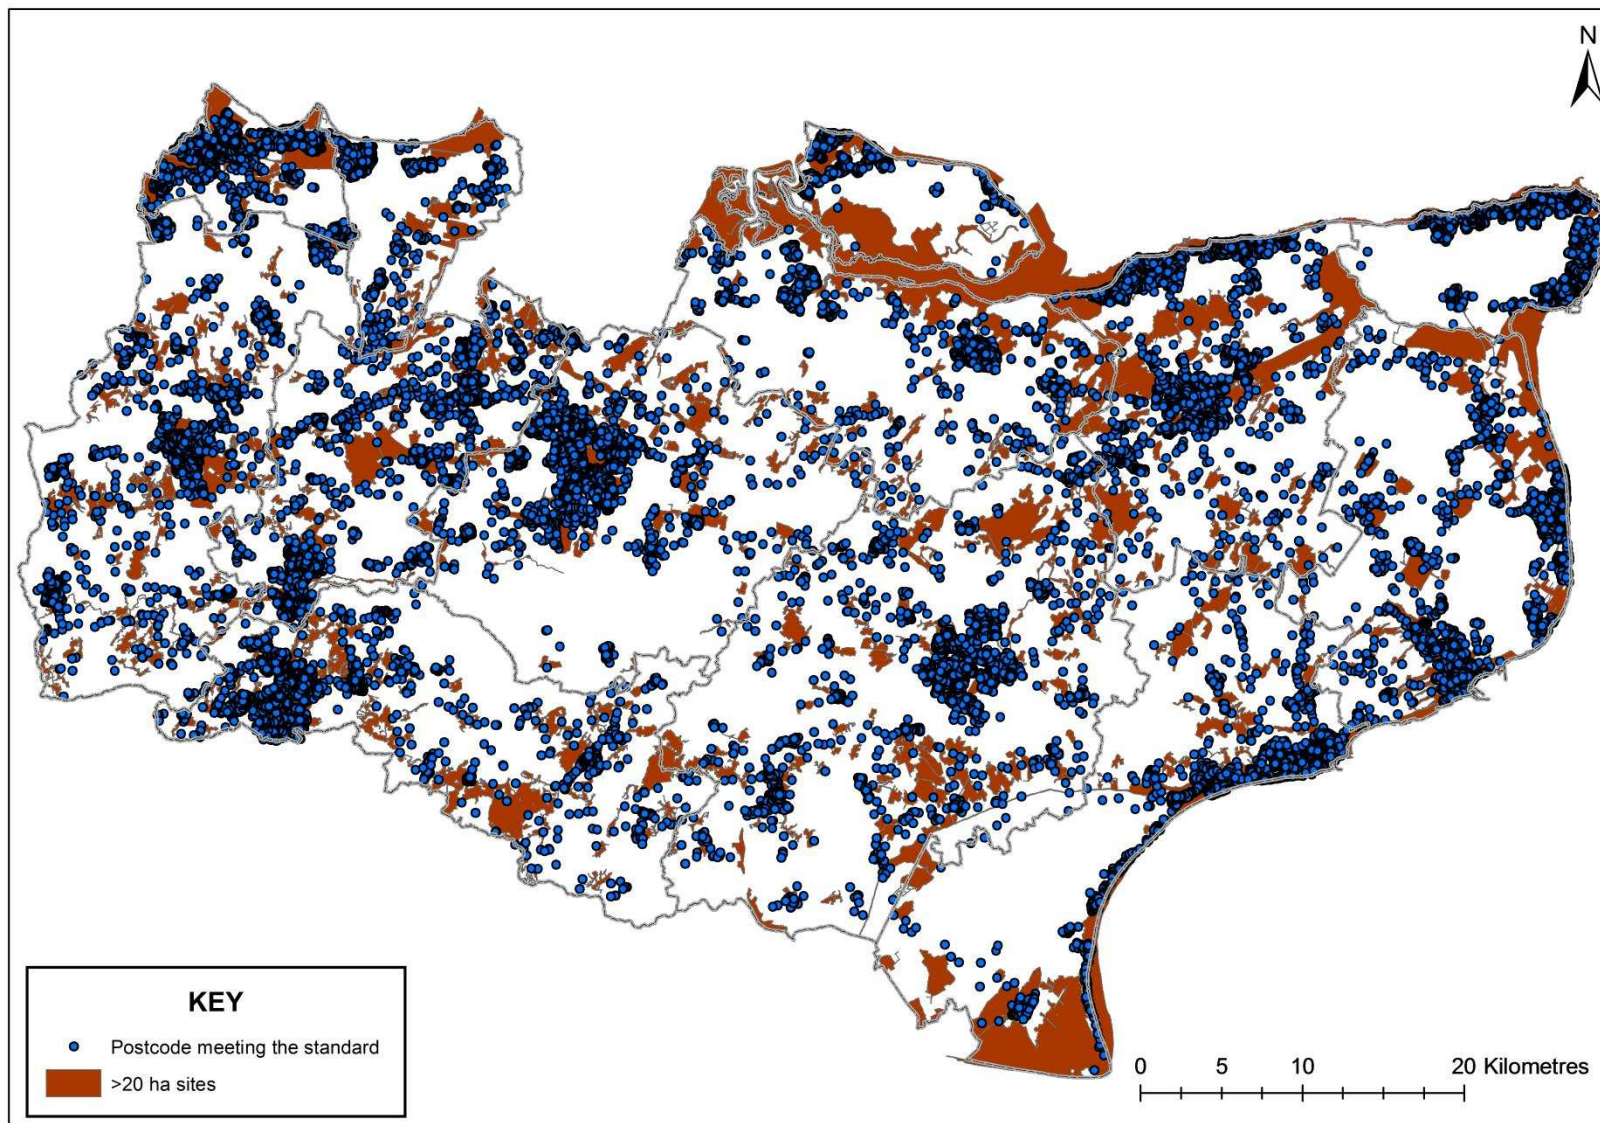 N
KEY
Postcode meeting the standard
>20 ha sites
0 5 10 20 Kilometres